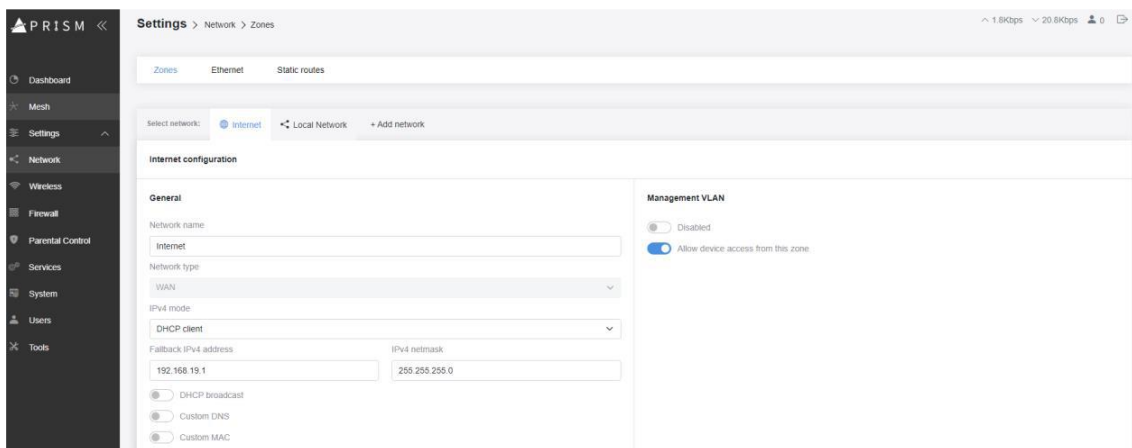 PRISM
Settings > Network > Zones
1.8Kbps 20.8Kbps 0
Zones Ethernet Static routes
Dashboard
Mesh
Settings
Network
Wireless
Firewall
Parental Control
Services
System
Users
Tools
Select network: Internet Local Network + Add network
Internet configuration
General
Network name
Internet
Network type
WAN
IPv4 mode
DHCP client
Fallback IPv4 address IPv4 netmask
192.168.19.1 255.255.255.0
DHCP broadcast
Custom DNS
Custom MAC
Management VLAN
Disabled
Allow device access from this zone